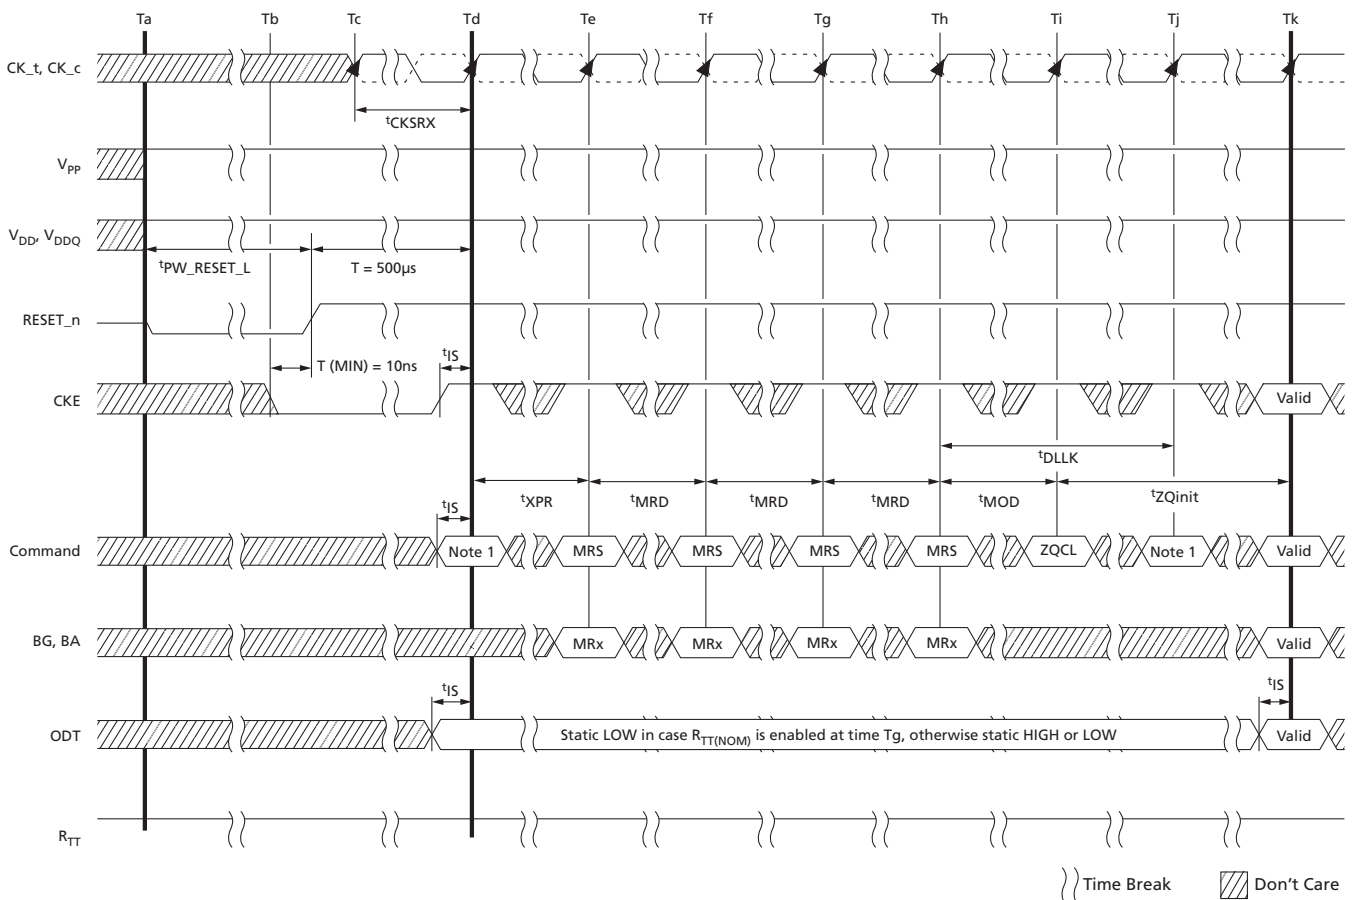 Ta Tb Tc Td Te Tf Tg Th Ti Tj Tk
CK_t, CK_c
tCKSRX
VPP
VDD, VDDQ
tPW_RESET_L T = 500μs
RESET_n
T (MIN) = 10ns tIS
CKE Valid
tDLLK
tXPR tMRD tMRD tMRD tMOD tZQinit
tIS
Command Note 1 MRS MRS MRS MRS ZQCL Note 1 Valid
BG, BA MRx MRx MRx MRx Valid
tIS tIS
ODT Static LOW in case RTT(NOM) is enabled at time Tg, otherwise static HIGH or LOW Valid
RTT
Time Break Don't Care